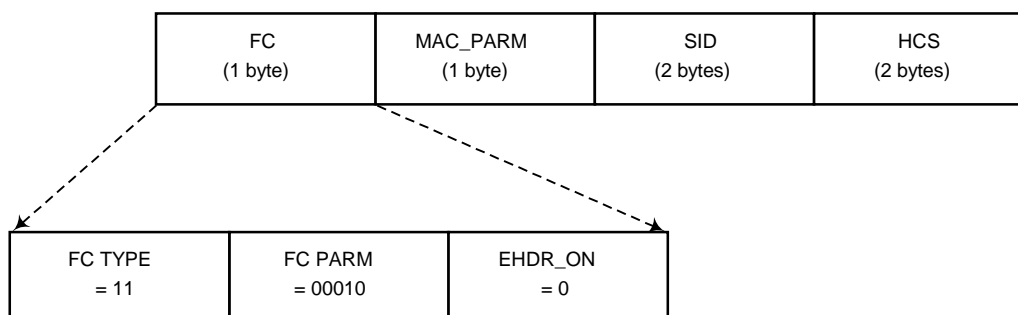 FC MAC_PARM SID HCS
(1 byte) (1 byte) (2 bytes) (2 bytes)
FC TYPE FC PARM EHDR_ON
= 11 = 00010 = 0